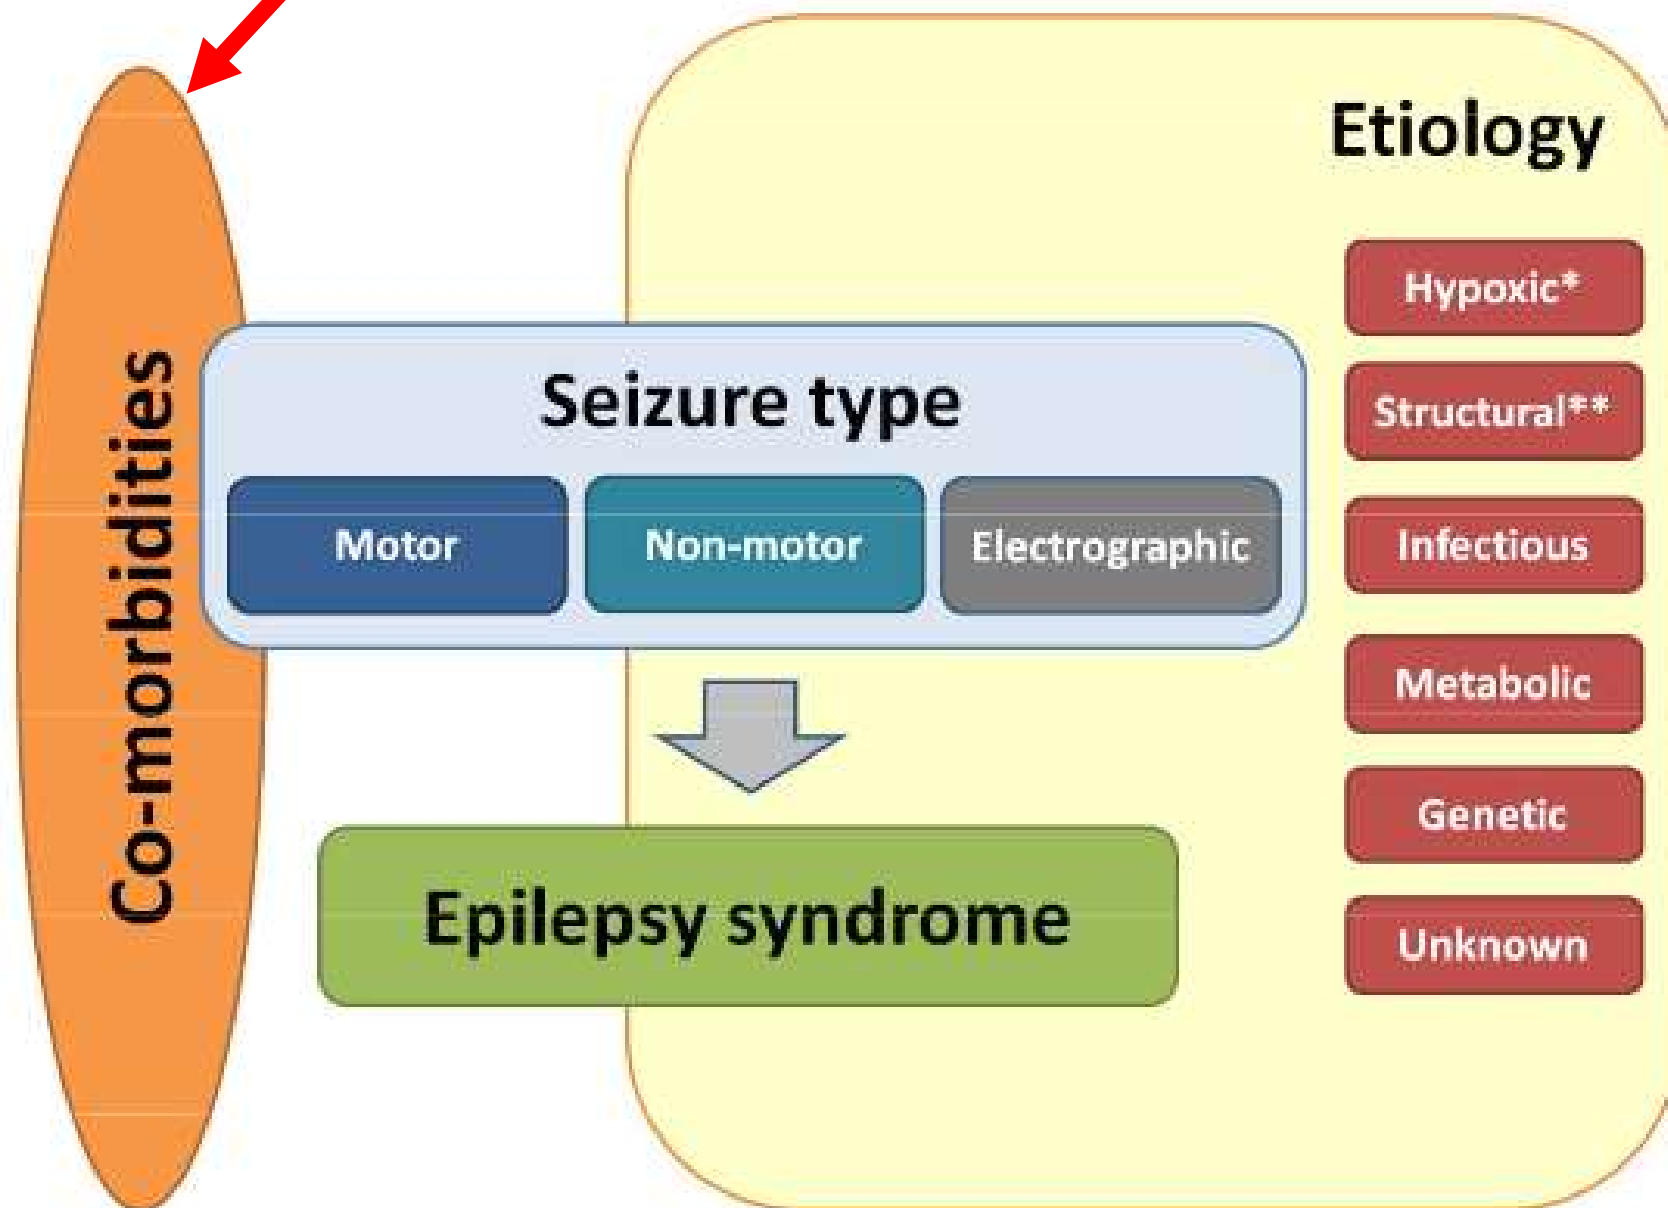 Etiology
Hypoxic*
Structural**
Infectious
Metabolic
Genetic
Unknown
Seizure type
Motor
Non-motor
Electrographic
Epilepsy syndrome
Co-morbidities